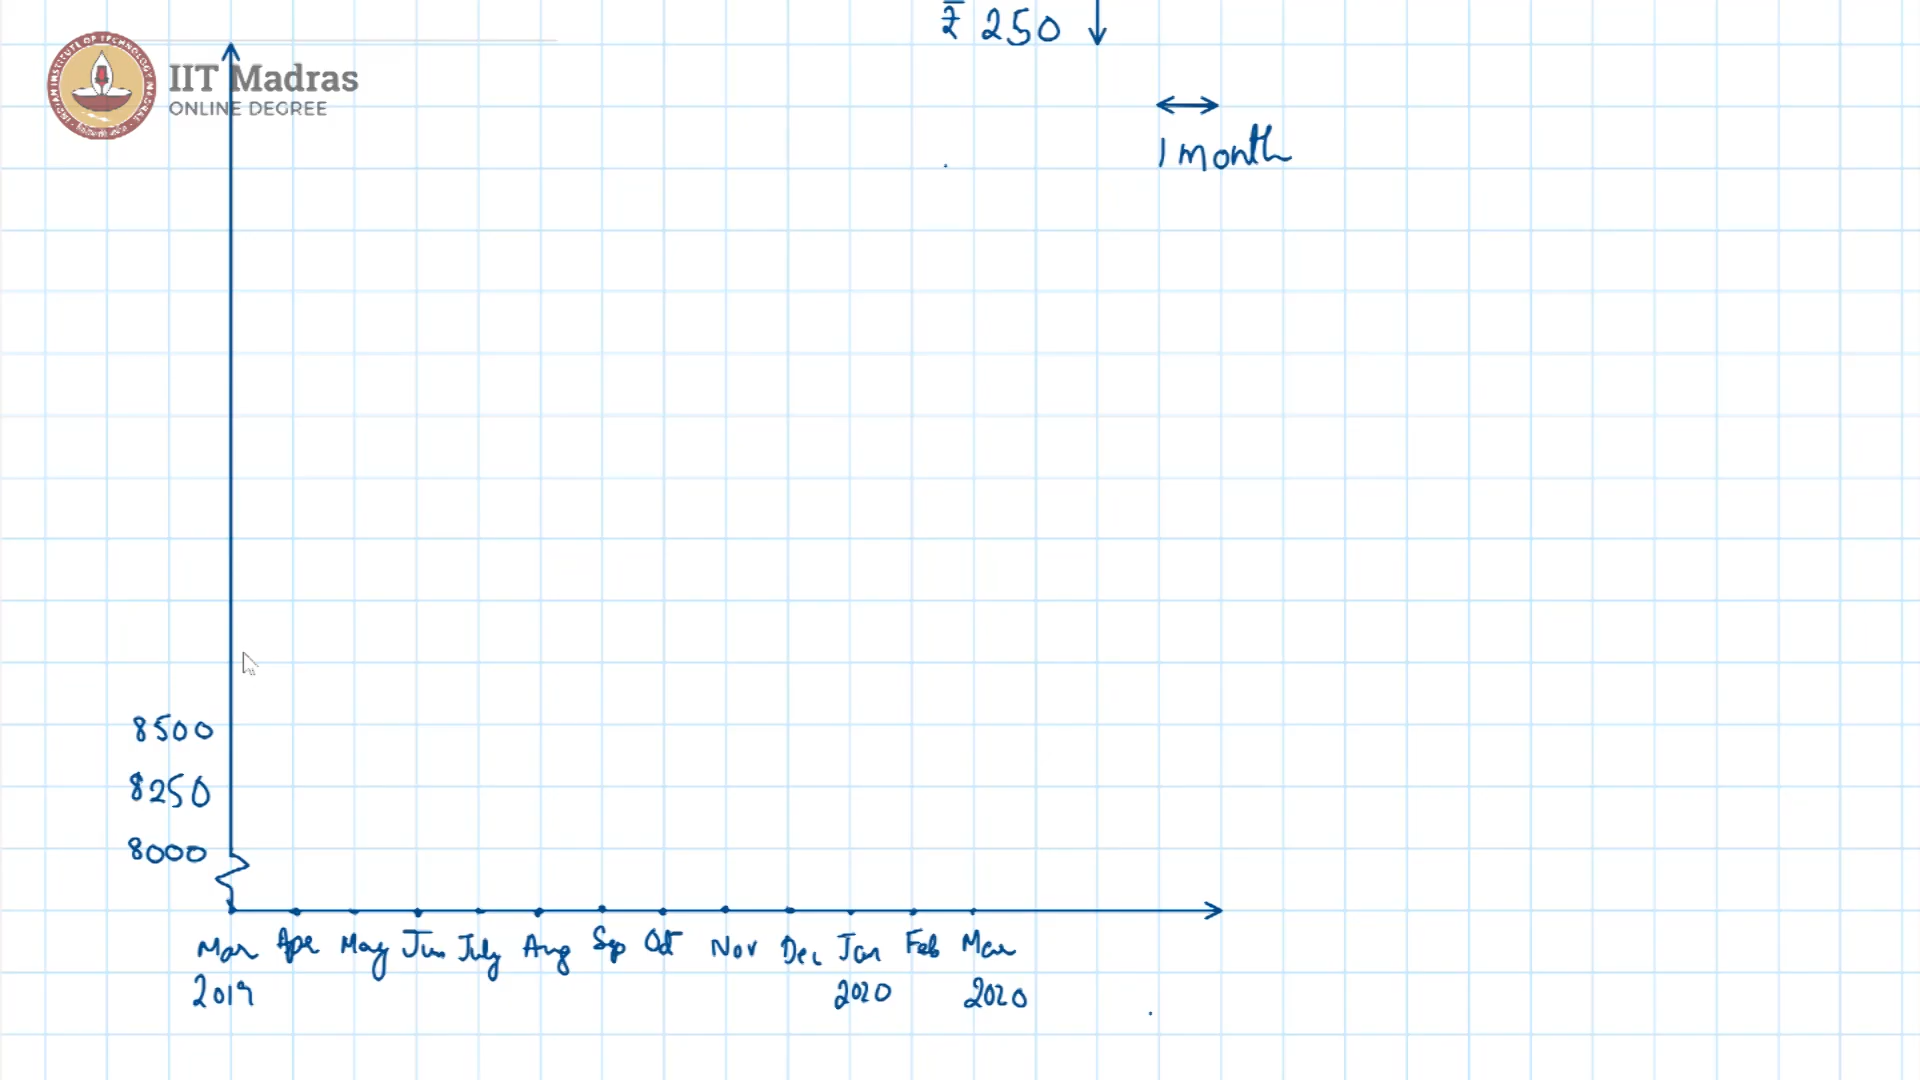 ₹ 250
IIT Madras
ONLINE DEGREE
1 month
8500
8250
8000
Mar Apr May Jun July Aug Sep Oct Nov Dec Jan Feb Mar
2019 2020 2020